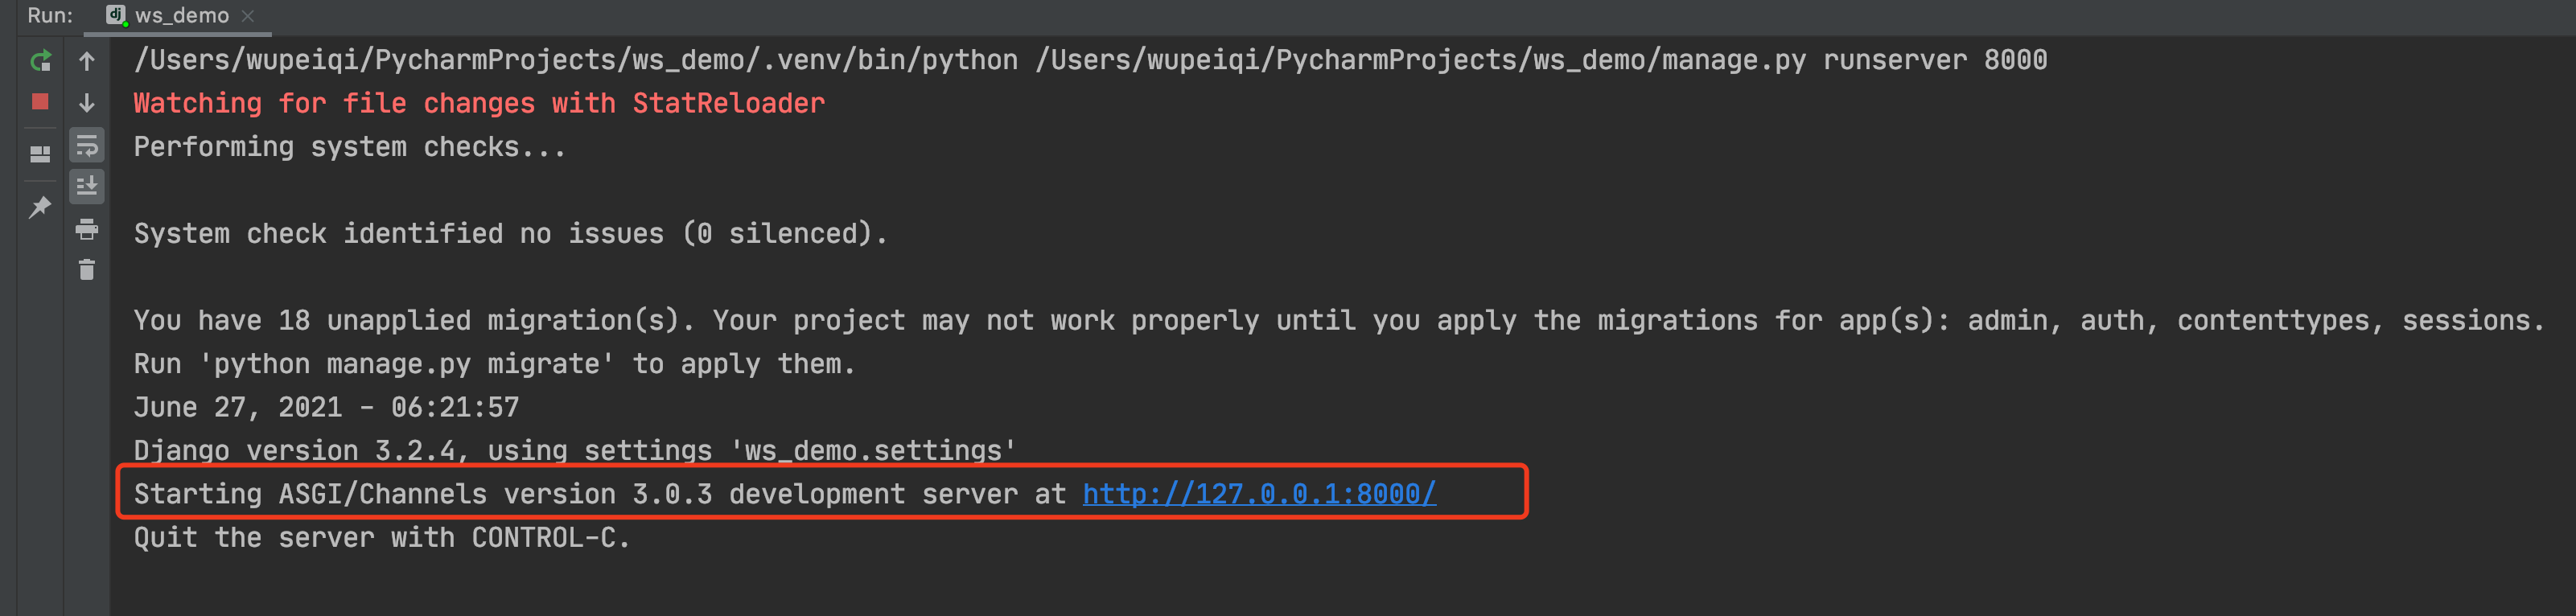 Run:
ws_demo
/Users/wupeiqi/PycharmProjects/ws_demo/.venv/bin/python /Users/wupeiqi/PycharmProjects/ws_demo/manage.py runserver 8000
Watching for file changes with StatReloader
Performing system checks...
System check identified no issues (0 silenced).
You have 18 unapplied migration(s). Your project may not work properly until you apply the migrations for app(s): admin, auth, contenttypes, sessions.
Run 'python manage.py migrate' to apply them.
June 27, 2021 - 06:21:57
Django version 3.2.4, using settings 'ws_demo.settings'
Starting ASGI/Channels version 3.0.3 development server at http://127.0.0.1:8000/
Quit the server with CONTROL-C.